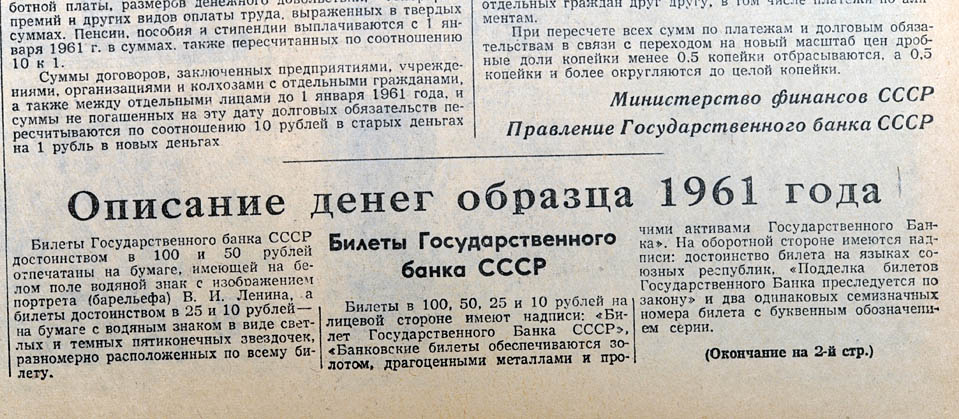 ботной платы, размеров денежного
премий и других видов оплаты труда, выраженных в твердых
суммах. Пенсии, пособия и стипендии выплачиваются с 1 ян-
варя 1961 г. в суммах. также пересчитанных по соотношению
10 к 1.
Суммы договоров, заключенных предприятиями, учреж-
дениями, организациями и колхозами с отдельными гражданами,
а также между отдельными лицами до 1 января 1961 года, и
суммы не погашенных на эту дату долговых обязательств пе-
ресчитываются по соотношению 10 рублей в старых деньгах
на 1 рубль в новых деньгах
отдельных граждан друг другу, в том числе платежи по али-
ментам.
При пересчете всех сумм по платежам и долговым обяза-
тельствам в связи с переходом на новый масштаб цен дроб-
ные доли копейки менее 0.5 копейки отбрасываются, а 0,5
копейки и более округляются до целой копейки.
Министерство финансов СССР
Правление Государственного банка СССР
Описание денег образца 1961 года
Билеты Государственного банка СССР
достоинством в 100 и 50 рублей
отпечатаны на бумаге, имеющей на бе-
лом поле водяной знак с изображением
портрета (барельефа) В. И. Ленина, а
билеты достоинством в 25 и 10 рублей—
на бумаге с водяным знаком в виде свет-
лых и темных пятиконечных звездочек,
равномерно расположенных по всему би-
лету.
Билеты Государственного
банка СССР
Билеты в 100, 50, 25 и 10 рублей на
лицевой стороне имеют надписи: «Би-
лет Государственного Банка СССР»,
«Банковские билеты обеспечиваются зо-
лотом, драгоценными металлами и про-
чими активами Государственного Бан-
ка». На оборотной стороне имеются над-
писи: достоинство билета на языках со-
юзных республик, «Подделка билетов
Государственного Банка преследуется по
закону» и два одинаковых семизначных
номера билета с буквенным обозначени-
ем серии.
(Окончание на 2-й стр.)